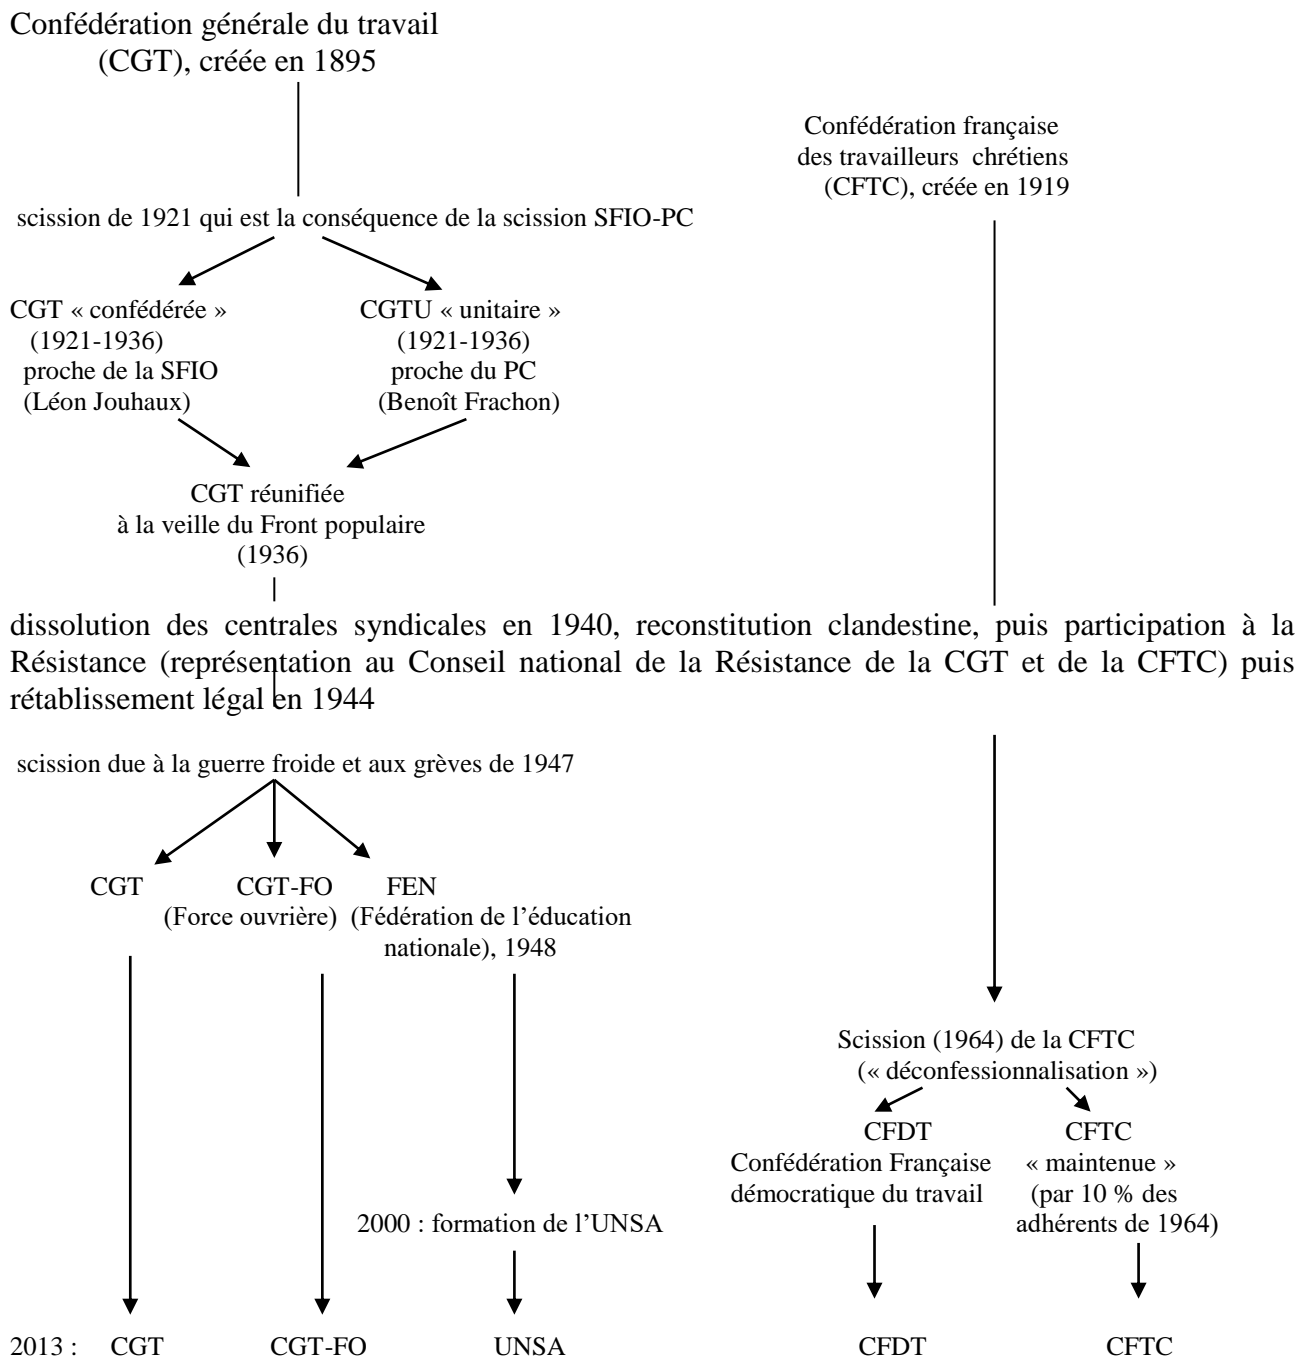 Confédération générale du travail
(CGT), créée en 1895
Confédération française
des travailleurs chrétiens
(CFTC), créée en 1919
scission de 1921 qui est la conséquence de la scission SFIO-PC
CGT « confédérée »
(1921-1936)
proche de la SFIO
(Léon Jouhaux)
CGTU « unitaire »
(1921-1936)
proche du PC
(Benoît Frachon)
CGT réunifiée
à la veille du Front populaire
(1936)
dissolution des centrales syndicales en 1940, reconstitution clandestine, puis participation à la
Résistance (représentation au Conseil national de la Résistance de la CGT et de la CFTC) puis
rétablissement légal en 1944
scission due à la guerre froide et aux grèves de 1947
CGT
CGT-FO
(Force ouvrière)
FEN
(Fédération de l’éducation
nationale), 1948
Scission (1964) de la CFTC
(« déconfessionnalisation »)
CFDT
Confédération Française
démocratique du travail
CFTC
« maintenue »
(par 10 % des
adhérents de 1964)
2000 : formation de l’UNSA
2013 : CGT CGT-FO UNSA CFDT CFTC